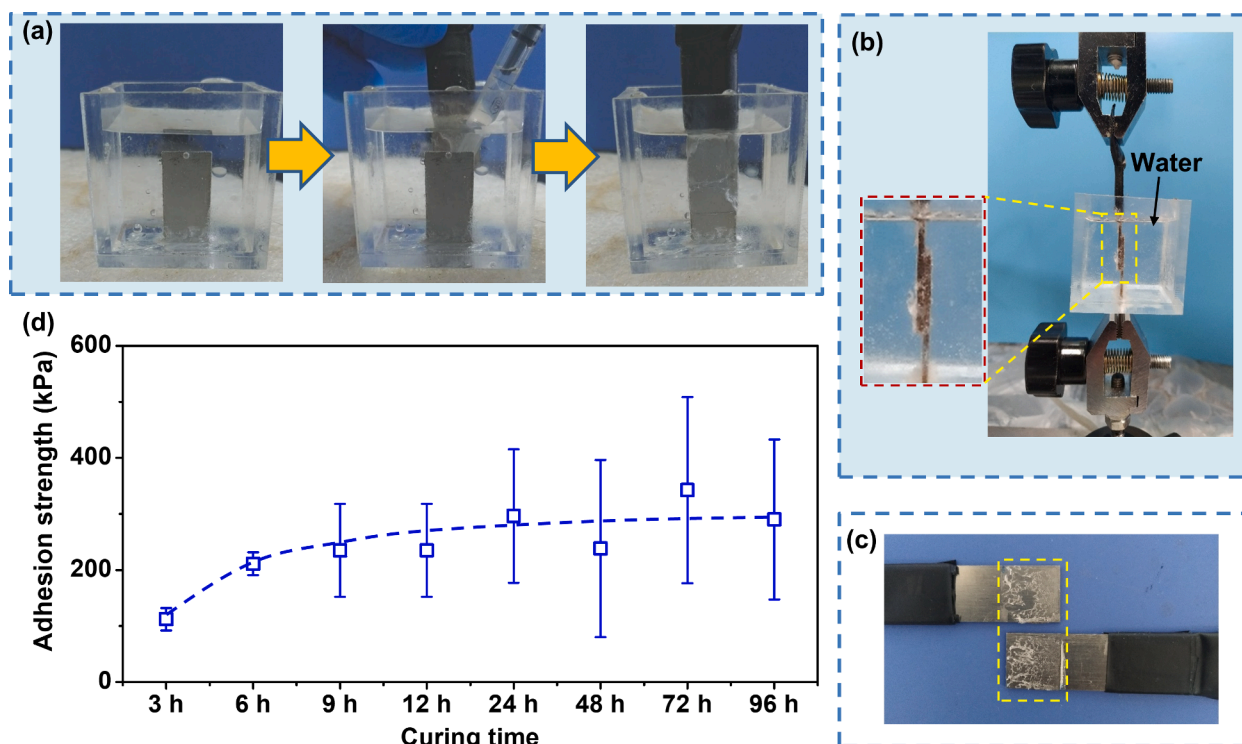 (a)
(b)
Water
(d)
600
400
200
0
Adhesion strength (kPa)
3 h 6 h 9 h 12 h 24 h 48 h 72 h 96 h
Curing time
(c)